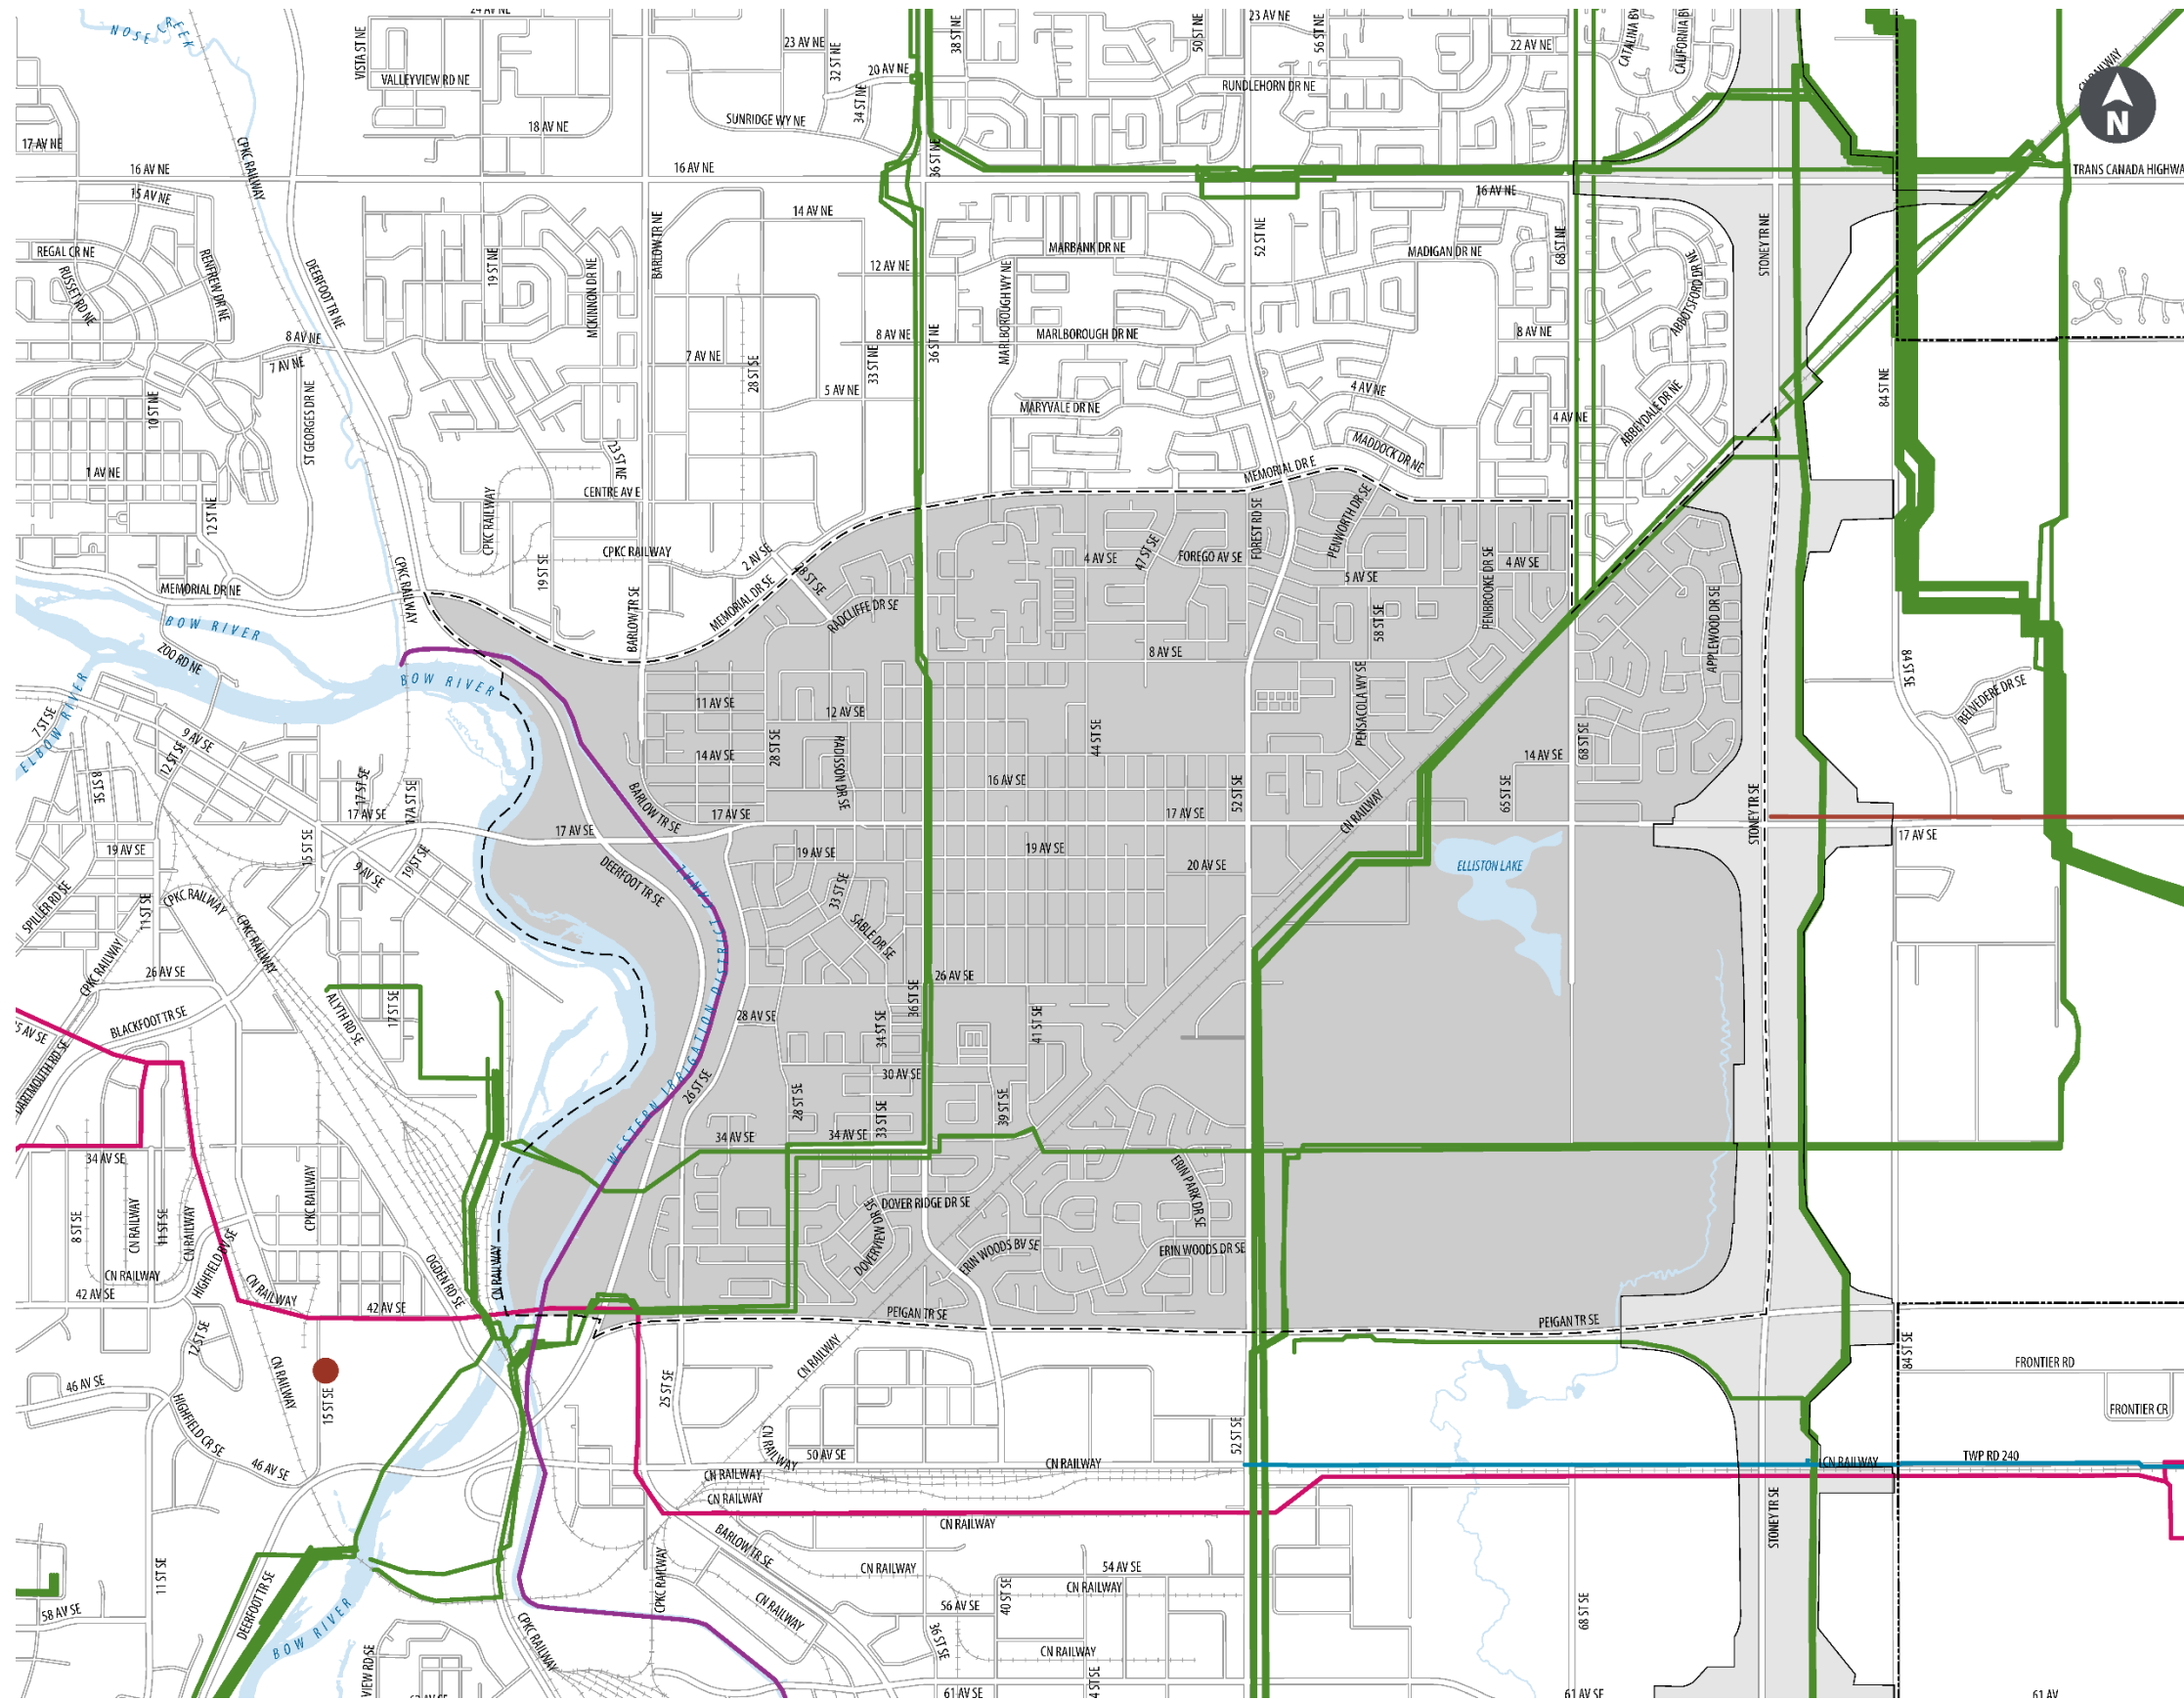 24 AV NE
NOSE CREEK
VISTA ST NE
23 AV NE
32 ST NE
38 ST NE
50 ST NE
23 AV NE
56 ST NE
22 AV NE
CATALINA BV
CALIFORNIA BV
VALLEYVIEW RD NE
20 AV NE
34 ST NE
RUNDLEHORN DR NE
N
18 AV NE
SUNRIDGE WY NE
17 AV NE
CPKC RAILWAY
16 AV NE
16 AV NE
36 ST NE
TRANS CANADA HIGHWA
15 AV NE
16 AV NE
14 AV NE
BARLOW TR NE
52 ST NE
68 ST NE
STONEY TR NE
REGAL CR NE
RENFREW DR NE
19 ST NE
MARBANK DR NE
MADIGAN DR NE
RUSSET RD NE
DEERFOOT TR NE
MCKINNON DR NE
12 AV NE
MARLBOROUGH WY NE
ABBOTSFORD DR NE
8 AV NE
8 AV NE
36 ST NE
MARLBOROUGH DR NE
8 AV NE
7 AV NE
7 AV NE
28 ST SE
33 ST NE
84 ST NE
5 AV NE
4 AV NE
10 ST NE
ST GEORGES DR NE
MARYVALE DR NE
4 AV NE
ABBEYDALE DR NE
MADDOCK DR NE
1 AV NE
23 ST NE
MEMORIAL DR E
CENTRE AV E
12 ST NE
CPKC RAILWAY
FOREST RD SE
PENWORTH DR SE
CPKC RAILWAY
2 AV SE
4 AV SE
47 ST SE
FOREGO AV SE
4 AV SE
19 ST SE
28 ST SE
5 AV SE
MEMORIAL DR NE
CPKC RAILWAY
BARLOW TR SE
MEMORIAL DR SE
RADCLIFFE DR SE
58 ST SE
PENBROOKE DR SE
APPLEWOOD DR SE
BOW RIVER
ZOO RD NE
8 AV SE
84 ST SE
BOW RIVER
BELVEDERE DR SE
7 ST SE
ELBOW RIVER
11 AV SE
12 AV SE
PENSACOLA WY SE
9 AV SE
12 ST SE
14 AV SE
28 ST SE
RADISSON DR SE
44 ST SE
14 AV SE
68 ST SE
8 ST SE
17 ST SE
17A ST SE
16 AV SE
52 ST SE
65 ST SE
17 AV SE
BARLOW TR SE
17 AV SE
17 AV SE
CN RAILWAY
STONEY TR SE
17 AV SE
17 AV SE
19 AV SE
15 ST SE
19 ST SE
19 AV SE
19 AV SE
20 AV SE
ELLISTON LAKE
9 AV SE
DEERFOOT TR SE
SPILLER RD SE
11 ST SE
CPKC RAILWAY
33 ST SE
SABLE DR SE
CPKC RAILWAY
CPKC RAILWAY
26 AV SE
26 AV SE
WESTERN IRRIGATION DISTRICT CANAL
ALYTH RD SE
17 ST SE
36 ST SE
BLACKFOOT TR SE
28 AV SE
34 ST SE
41 ST SE
5 AV SE
DARTMOUTH RD SE
26 ST SE
30 AV SE
28 ST SE
33 ST SE
39 ST SE
34 AV SE
34 AV SE
34 AV SE
CPKC RAILWAY
ERIN PARK DR SE
8 ST SE
CN RAILWAY
11 ST SE
CN RAILWAY
DOVER RIDGE DR SE
HIGHFIELD BV SE
DOVERVIEW DR SE
ERIN WOODS BV SE
ERIN WOODS DR SE
CN RAILWAY
CN RAILWAY
OGDEN RD SE
CN RAILWAY
42 AV SE
42 AV SE
PEIGAN TR SE
PEIGAN TR SE
12 ST SE
CN RAILWAY
CN RAILWAY
84 ST SE
FRONTIER RD
46 AV SE
15 ST SE
25 ST SE
FRONTIER CR
HIGHFIELD CR SE
CN RAILWAY
52 ST SE
50 AV SE
46 AV SE
CN RAILWAY
CN RAILWAY
CN RAILWAY
TWP RD 240
CN RAILWAY
CN RAILWAY
STONEY TR SE
BARLOW TR SE
11 ST SE
CPKC RAILWAY
CN RAILWAY
54 AV SE
CN RAILWAY
40 ST SE
DEERFOOT TR SE
58 AV SE
BOW RIVER
CN RAILWAY
56 AV SE
68 ST SE
CPKC RAILWAY
36 ST SE
CN RAILWAY
VIEW RD SE
61 AV SE
4 ST SE
61 AV SE
61 AV